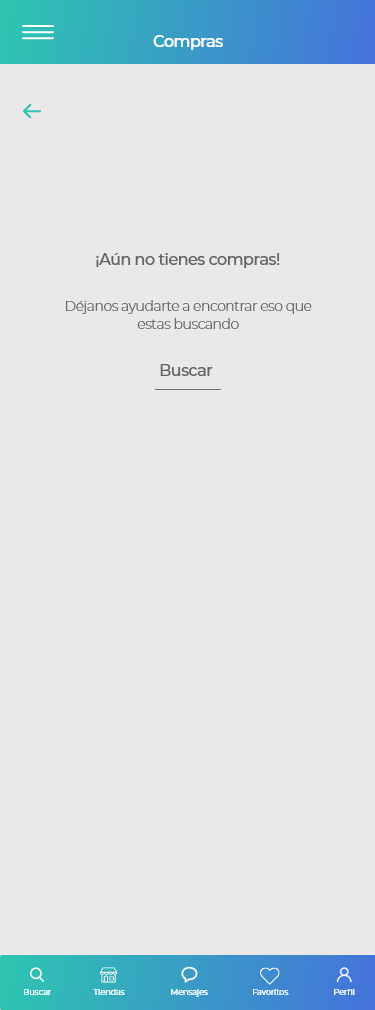 Compras
¡Aún no tienes compras!
Déjanos ayudarte a encontrar eso que
estas buscando
Buscar
Buscar
Tiendas
Mensajes
Favoritos
Perfil